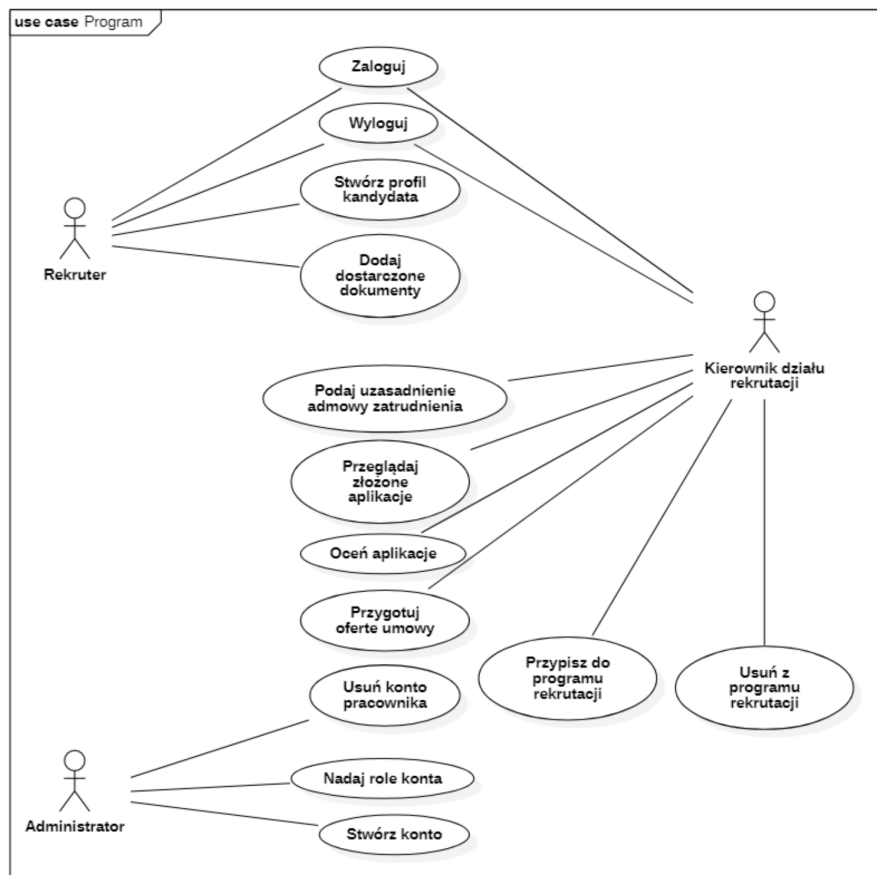 use case Program
Zaloguj
Wyloguj
Stwórz profil
kandydata
Rekruter
Dodaj
dostarczone
dokumenty
Kierownik działu
rekrutacji
Podaj uzasadnienie
admowy zatrudnienia
Przeglądaj
złożone
aplikacje
Oceń aplikacje
Przygotuj
oferte umowy
Przypisz do
programu
rekrutacji
Usuń z
programu
rekrutacji
Usuń konto
pracownika
Nadaj role konta
Administrator
Stwórz konto